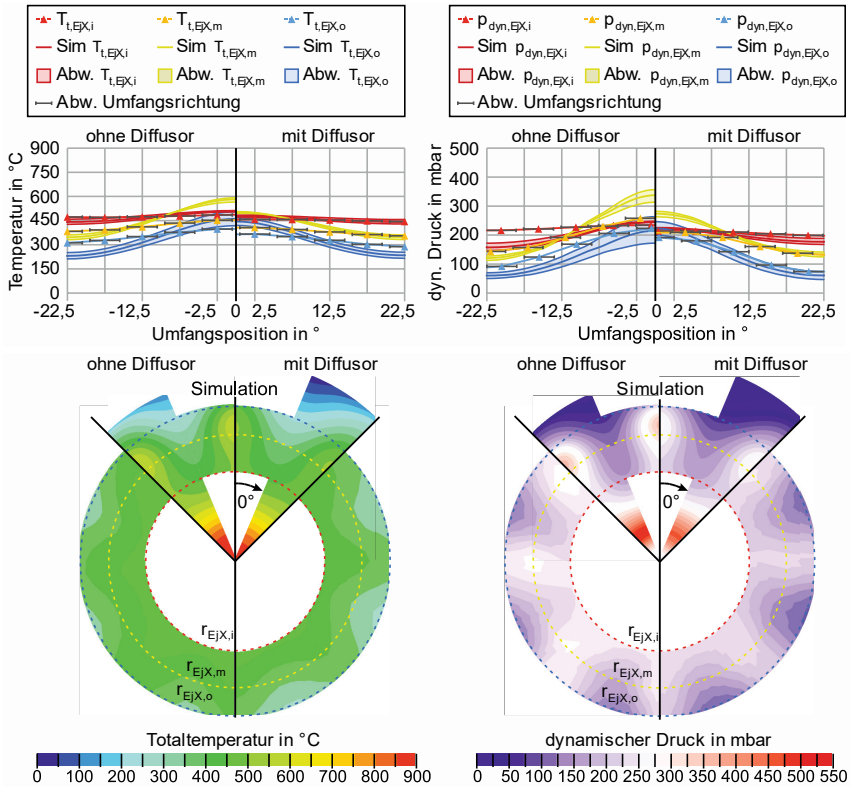 T_t,EjX,i T_t,EjX,m T_t,EjX,o
Sim T_t,EjX,i Sim T_t,EjX,m Sim T_t,EjX,o
Abw. T_t,EjX,i Abw. T_t,EjX,m Abw. T_t,EjX,o
Abw. Umfangsrichtung
p_dyn,EjX,i p_dyn,EjX,m p_dyn,EjX,o
Sim p_dyn,EjX,i Sim p_dyn,EjX,m Sim p_dyn,EjX,o
Abw. p_dyn,EjX,i Abw. p_dyn,EjX,m Abw. p_dyn,EjX,o
Abw. Umfangsrichtung
ohne Diffusor mit Diffusor
Temperatur in °C
900
750
600
450
300
150
0
-22,5 -12,5 -2,5 0 2,5 12,5 22,5
Umfangsposition in °
ohne Diffusor mit Diffusor
dyn. Druck in mbar
500
400
300
200
100
0
-22,5 -12,5 -2,5 0 2,5 12,5 22,5
Umfangsposition in °
ohne Diffusor mit Diffusor
Simulation
0°
r_EjX,i
r_EjX,m
r_EjX,o
Totaltemperatur in °C
0 100 200 300 400 500 600 700 800 900
ohne Diffusor mit Diffusor
Simulation
0°
r_EjX,i
r_EjX,m
r_EjX,o
dynamischer Druck in mbar
0 50 100 150 200 250 300 350 400 450 500 550